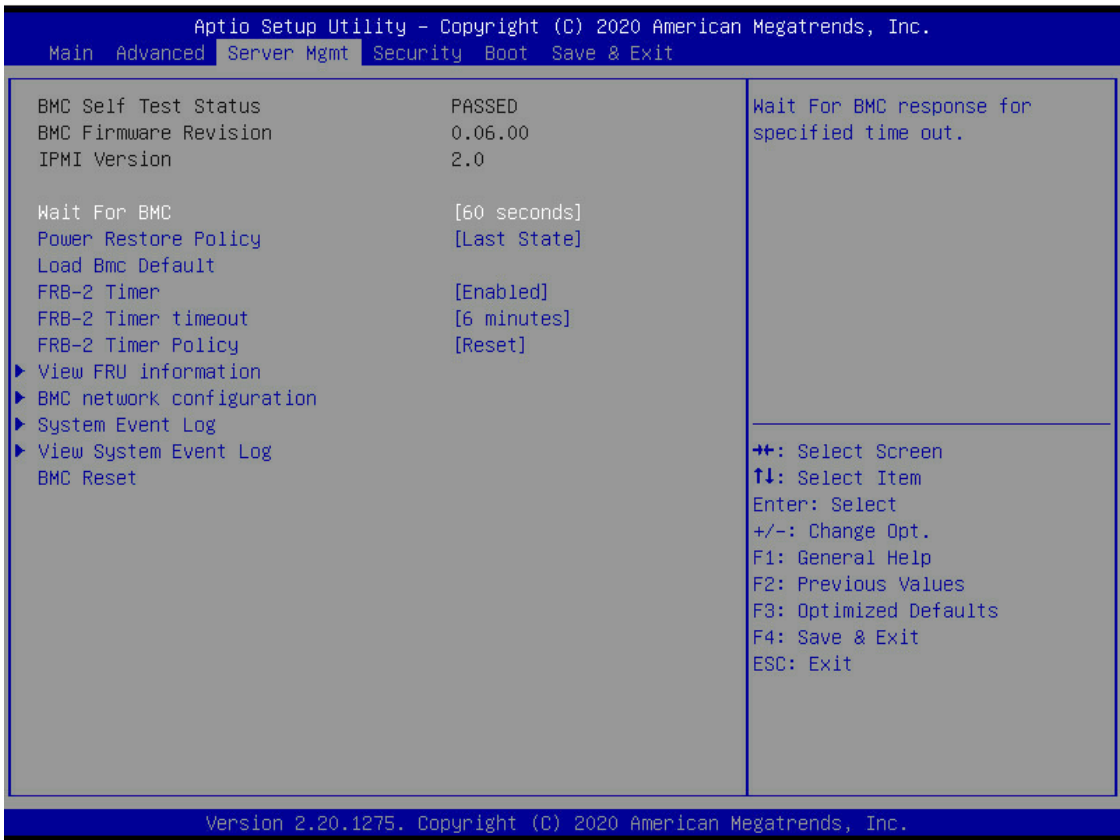 Aptio Setup Utility – Copyright (C) 2020 American Megatrends, Inc.
Main Advanced Server Mgmt Security Boot Save & Exit
BMC Self Test Status PASSED
BMC Firmware Revision 0.06.00
IPMI Version 2.0
Wait For BMC [60 seconds]
Power Restore Policy [Last State]
Load Bmc Default
FRB-2 Timer [Enabled]
FRB-2 Timer timeout [6 minutes]
FRB-2 Timer Policy [Reset]
▶ View FRU information
▶ BMC network configuration
▶ System Event Log
▶ View System Event Log
BMC Reset
Wait For BMC response for
specified time out.
→←: Select Screen
↑↓: Select Item
Enter: Select
+/-: Change Opt.
F1: General Help
F2: Previous Values
F3: Optimized Defaults
F4: Save & Exit
ESC: Exit
Version 2.20.1275. Copyright (C) 2020 American Megatrends, Inc.